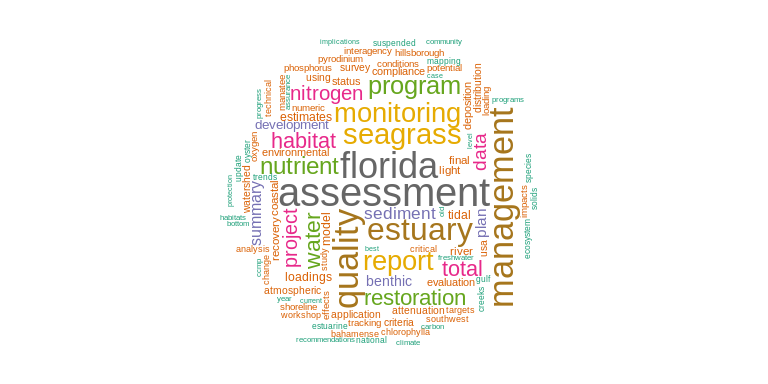 implications
suspended
community
interagency
hillsborough
pyrodinium
conditions
mapping
phosphorus
survey
compliance
potential
case
using
status
program
nitrogen
manatee
assurance
technical
progress
numeric
monitoring
deposition
distribution
loading
programs
estimates
development
seagrass
habitat
environmental
oxygen
oyster
update
watershed
protection
nutrient
florida
final
light
data
level
management
species
trends
assessment
summary
coastal
recovery
project
water
model
study
quality
sediment
old
tidal
plan
estuary
impacts
solids
ecosystem
habitats
bottom
analysis
best
critical
river
usa
freshwater
report
total
gulf
ccmp
change
loadings
benthic
evaluation
atmospheric
year
current
restoration
creeks
shoreline
effects
workshop
application
attenuation
targets
southwest
estuarine
tracking
criteria
carbon
bahamense
chlorophylla
recommendations
national
climate